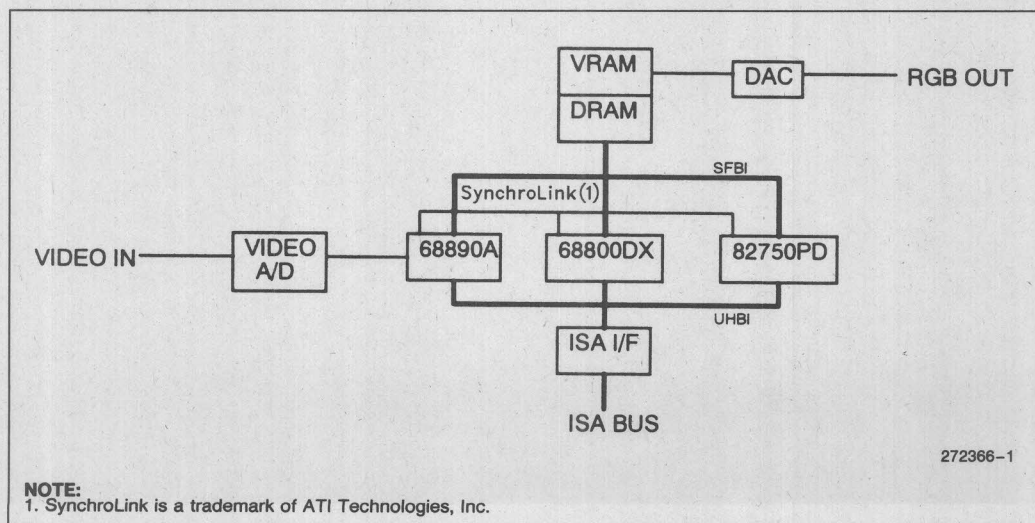 VRAM
DAC
RGB OUT
DRAM
SFBI
SynchroLink(1)
VIDEO IN
VIDEO
A/D
68890A
68800DX
82750PD
UHBI
ISA I/F
ISA BUS
272366-1
NOTE:
1. SynchroLink is a trademark of ATI Technologies, Inc.